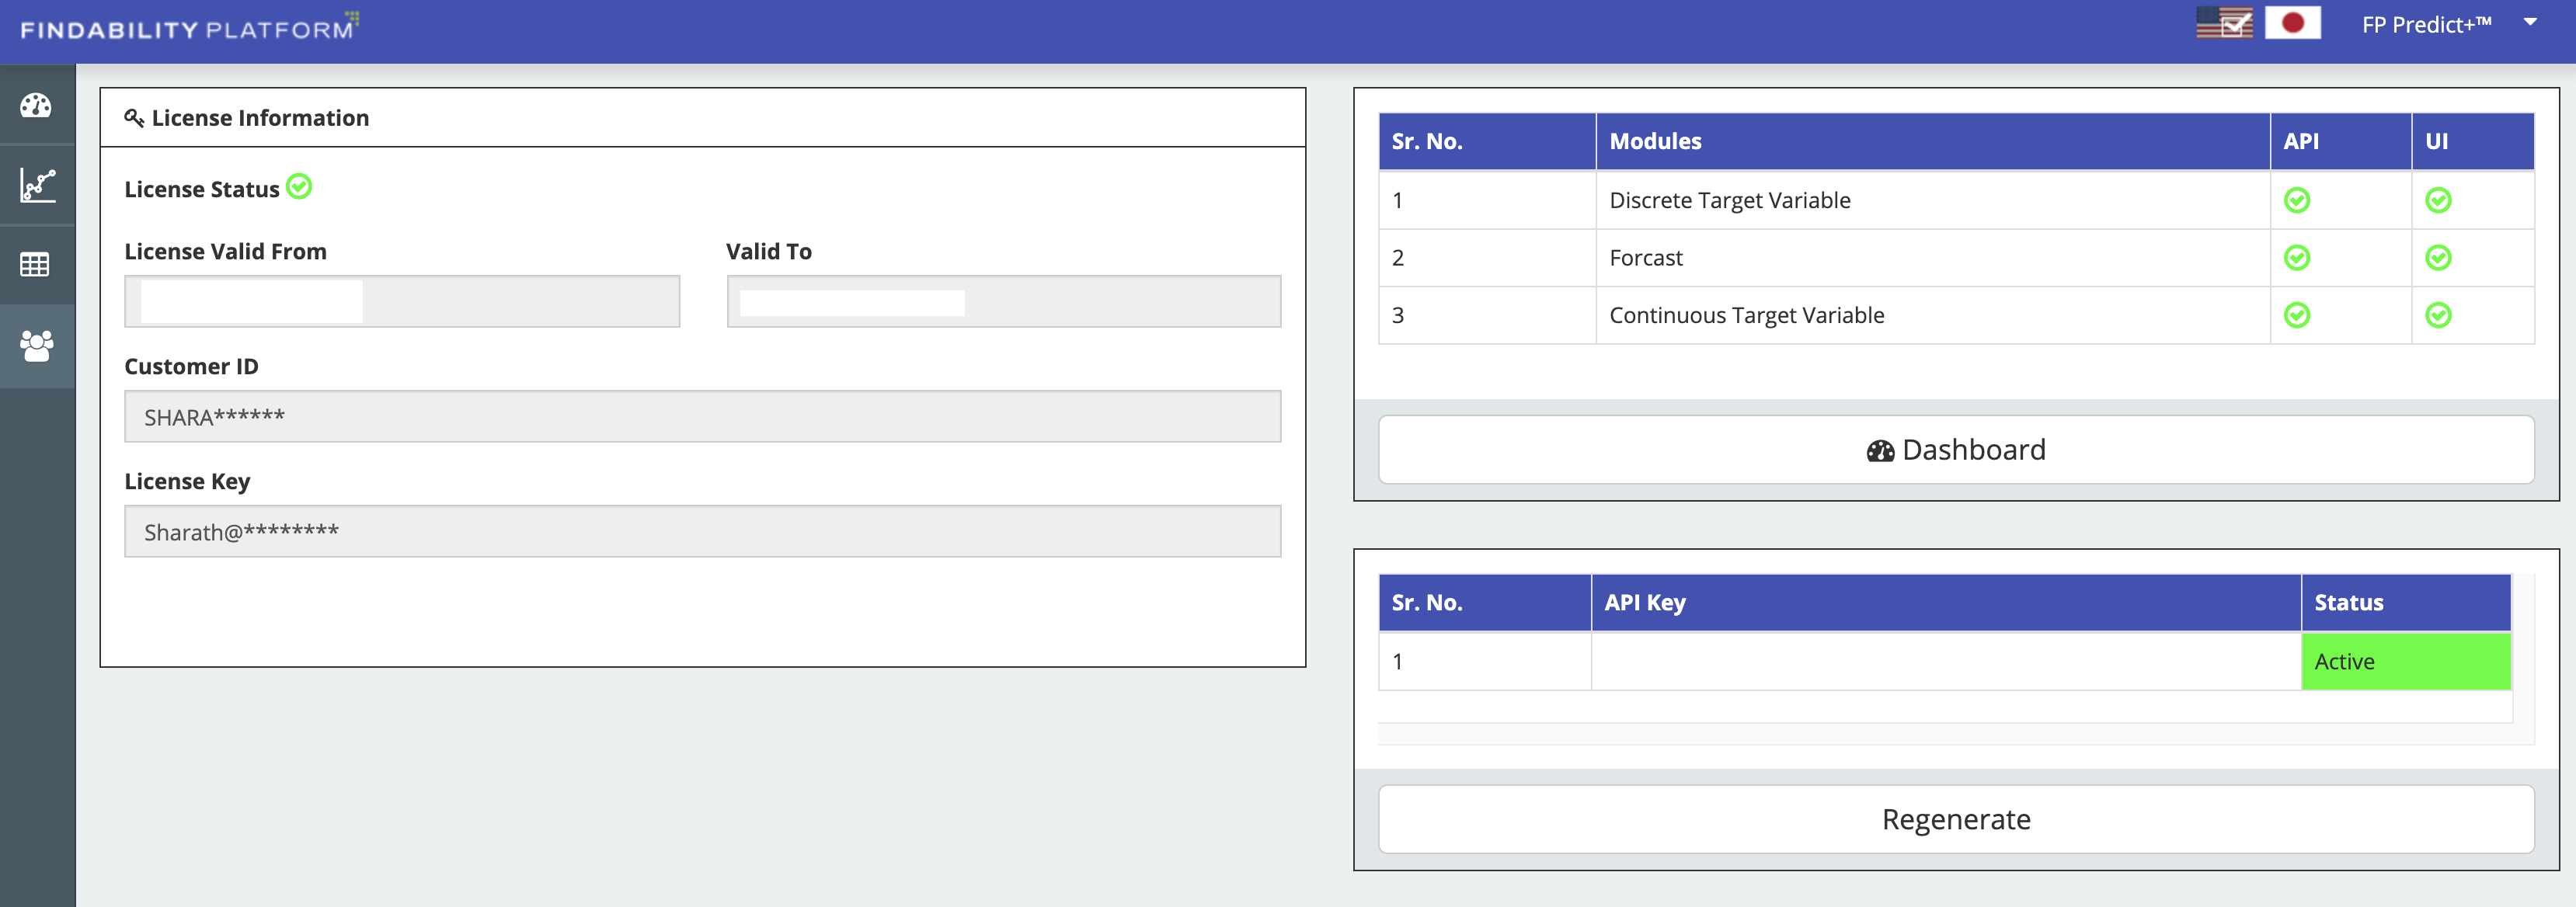 FINDABILITY PLATFORM
FP Predict+™
License Information
License Status
License Valid From
Valid To
Customer ID
SHARA******
License Key
Sharath@********
Sr. No. Modules API UI
1 Discrete Target Variable
2 Forcast
3 Continuous Target Variable
Dashboard
Sr. No. API Key Status
1 Active
Regenerate